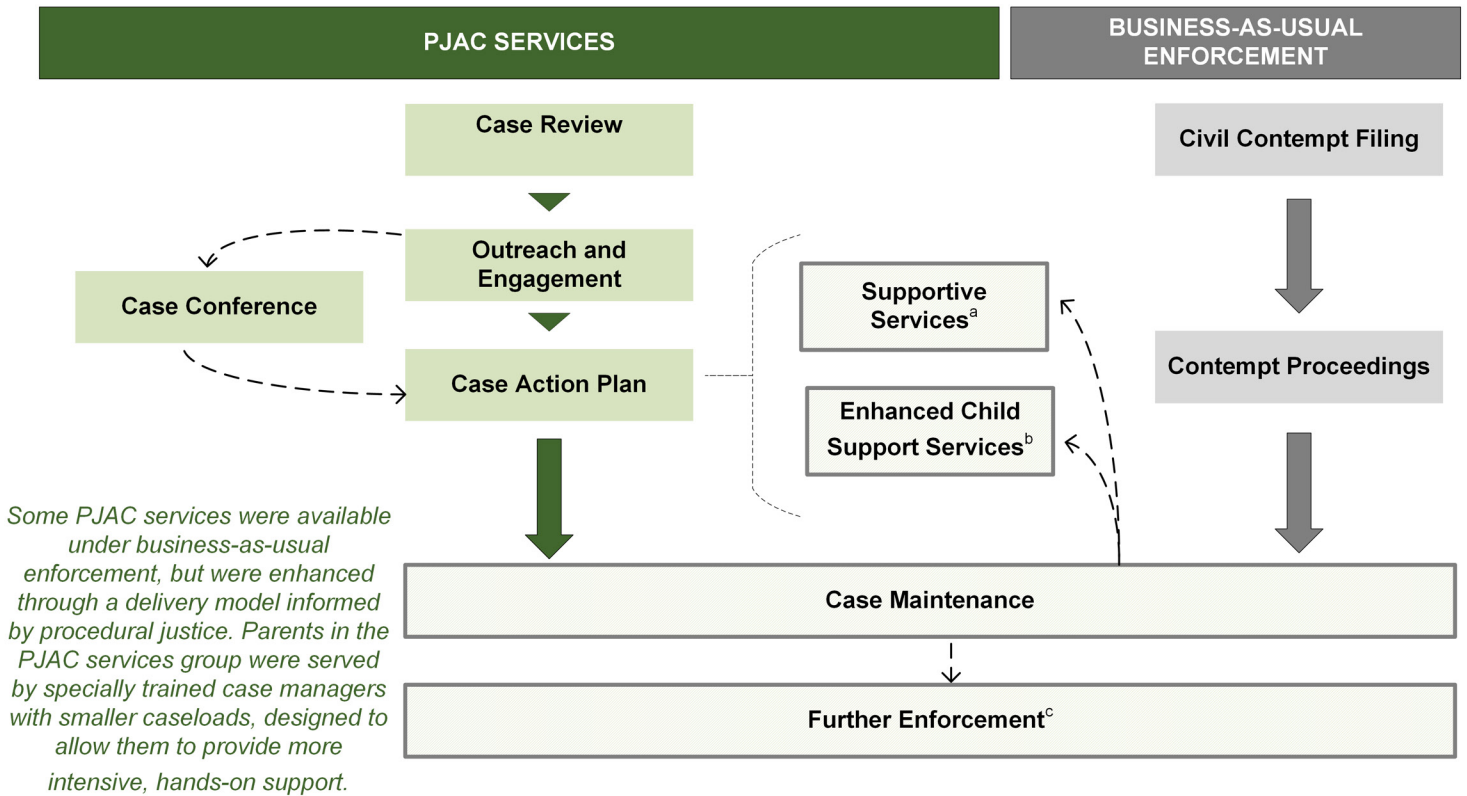 PJAC SERVICES
BUSINESS-AS-USUAL
ENFORCEMENT
Case Review
Outreach and
Engagement
Case Conference
Case Action Plan
Supportive
Servicesᵃ
Enhanced Child
Support Servicesᵇ
Civil Contempt Filing
Contempt Proceedings
Some PJAC services were available
under business-as-usual
enforcement, but were enhanced
through a delivery model informed
by procedural justice. Parents in the
PJAC services group were served
by specially trained case managers
with smaller caseloads, designed to
allow them to provide more
intensive, hands-on support.
Case Maintenance
Further Enforcementᶜ